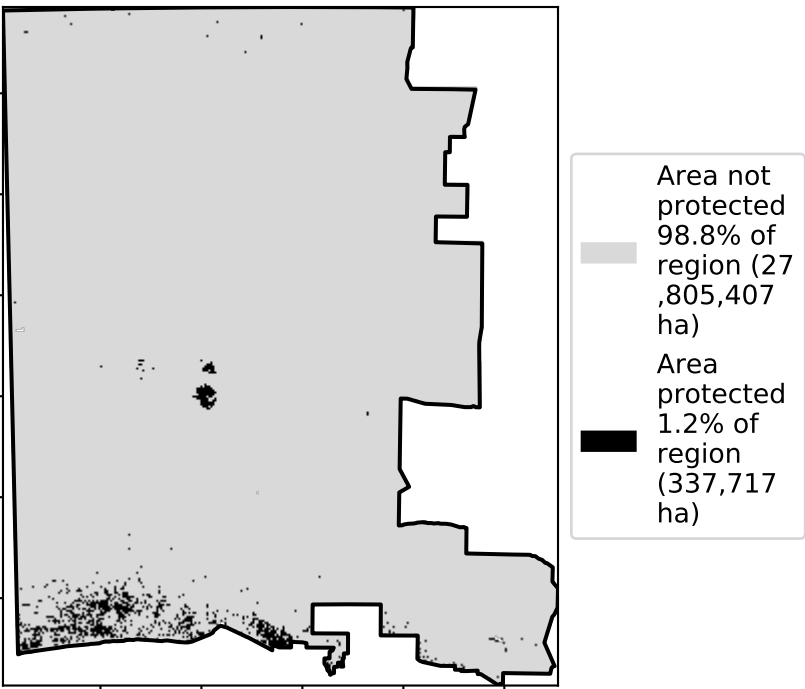 Area not
protected
98.8% of
region (27
,805,407
ha)
Area
protected
1.2% of
region
(337,717
ha)